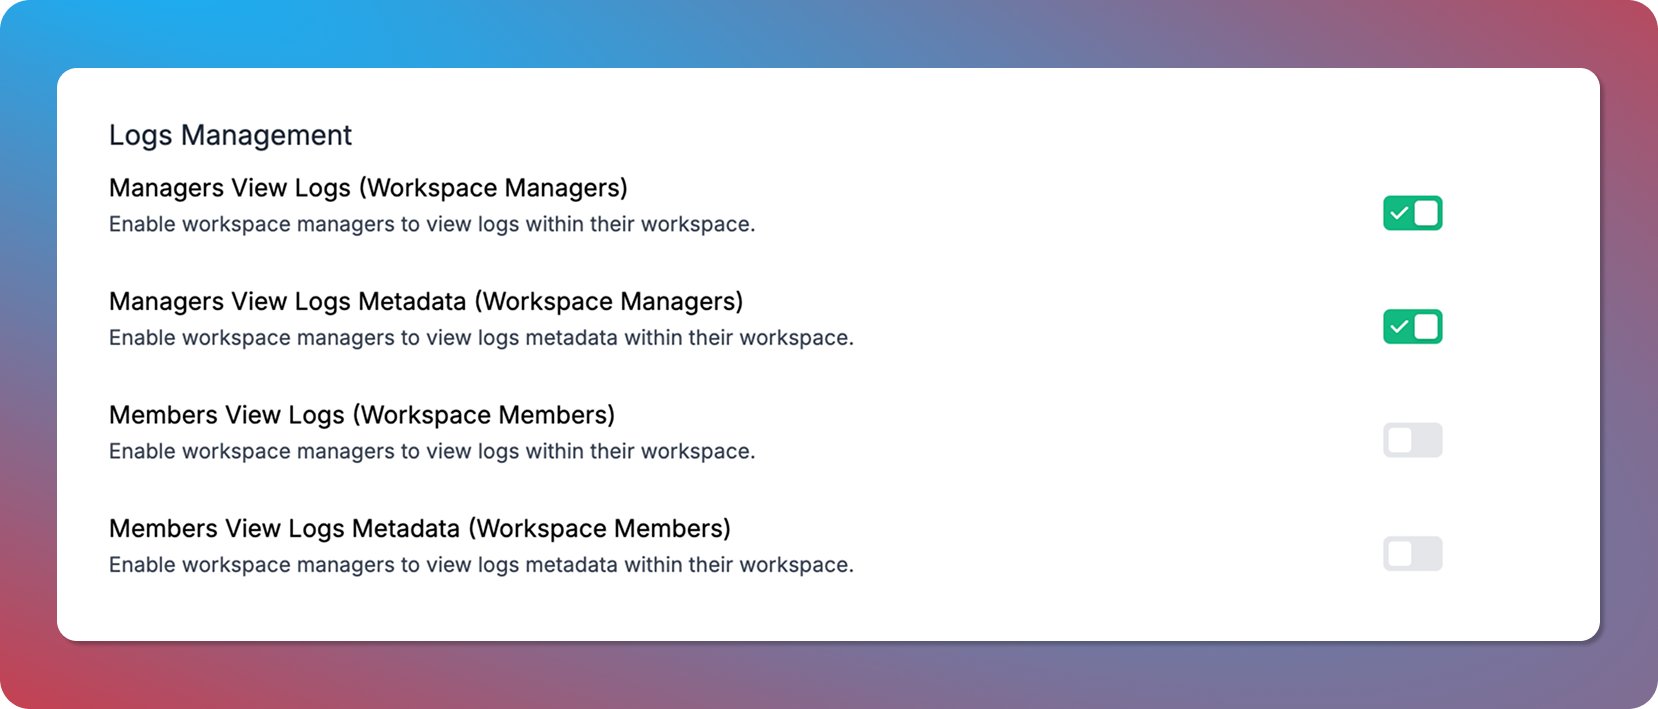 Logs Management
Managers View Logs (Workspace Managers)
Enable workspace managers to view logs within their workspace.
Managers View Logs Metadata (Workspace Managers)
Enable workspace managers to view logs metadata within their workspace.
Members View Logs (Workspace Members)
Enable workspace managers to view logs within their workspace.
Members View Logs Metadata (Workspace Members)
Enable workspace managers to view logs metadata within their workspace.